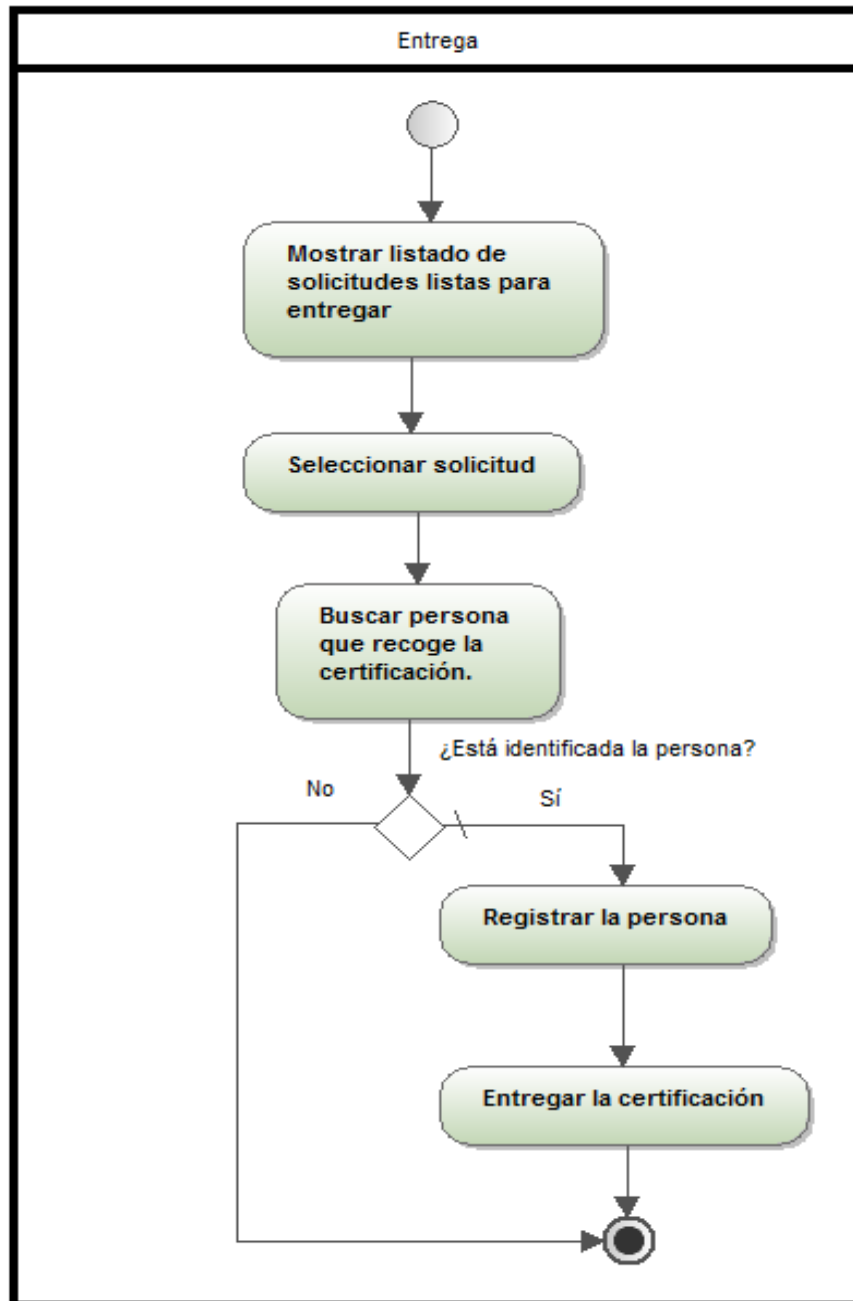 Entrega
Mostrar listado de
solicitudes listas para
entregar
Seleccionar solicitud
Buscar persona
que recoge la
certificación.
¿Está identificada la persona?
No
Sí
Registrar la persona
Entregar la certificación